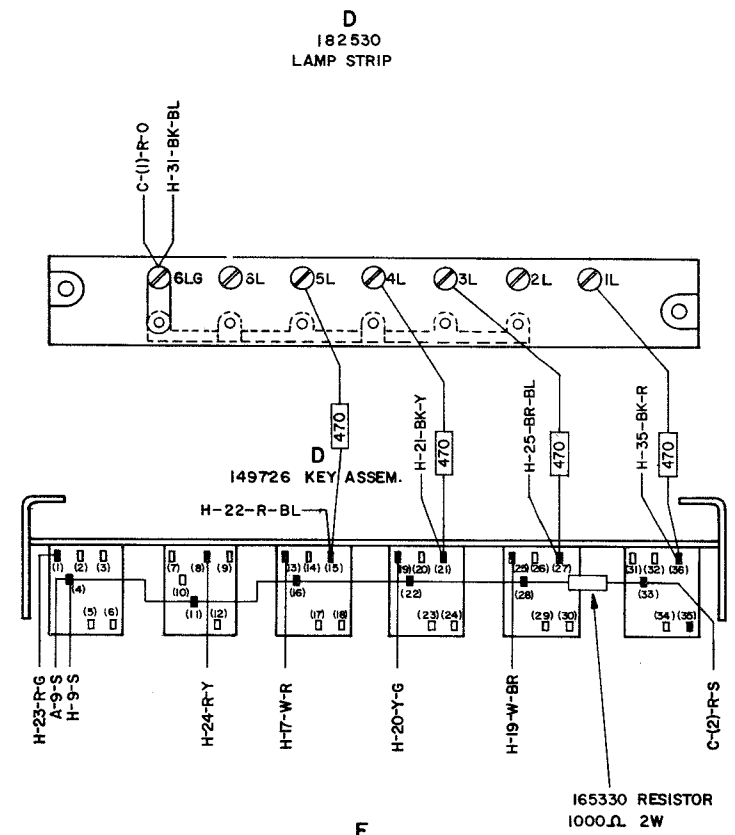 D
182530
LAMP STRIP
C-(1)-R-O
H-31-BK-BL
6LG 6L 5L 4L 3L 2L 1L
470
H-21-BK-Y
470
H-25-BR-BL
470
H-35-BK-R
470
D
149726 KEY ASSEM.
H-22-R-BL
(1) (2) (3) (7) (8) (9) (13) (14) (15) (19) (20) (21) (25) (26) (27) (31) (32) (36)
(4) (10) (16) (22) (28) (33)
(11)
(5) (6) (12) (17) (18) (23) (24) (29) (30) (34) (35)
H-23-R-G
A-9-S
H-9-S
H-24-R-Y
H-17-W-R
H-20-Y-G
H-19-W-BR
C-(2)-R-S
165330 RESISTOR
1000Ω 2W